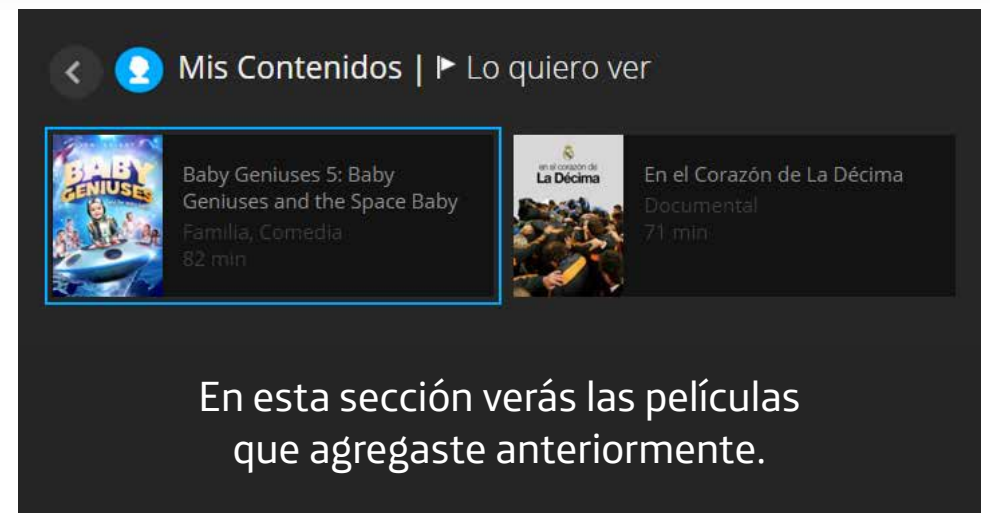 Mis Contenidos | Lo quiero ver
BABY
GENIUSES
Baby Geniuses 5: Baby
Geniuses and the Space Baby
Familia, Comedia
82 min
en el corazón de
La Décima
En el Corazón de La Décima
Documental
71 min
En esta sección verás las películas
que agregaste anteriormente.